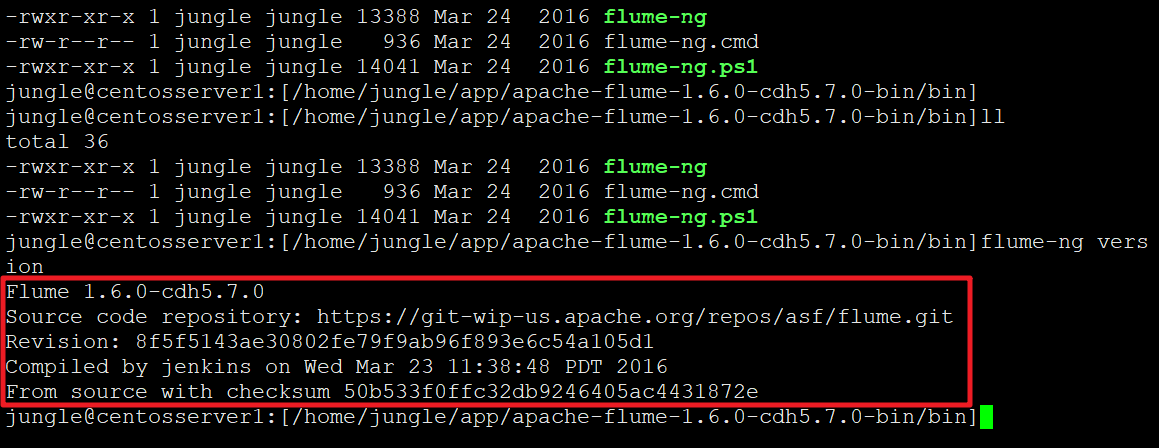 -rwxr-xr-x 1 jungle jungle 13388 Mar 24  2016 flume-ng
-rw-r--r-- 1 jungle jungle   936 Mar 24  2016 flume-ng.cmd
-rwxr-xr-x 1 jungle jungle 14041 Mar 24  2016 flume-ng.ps1
jungle@centosserver1:[/home/jungle/app/apache-flume-1.6.0-cdh5.7.0-bin/bin]
jungle@centosserver1:[/home/jungle/app/apache-flume-1.6.0-cdh5.7.0-bin/bin]ll
total 36
-rwxr-xr-x 1 jungle jungle 13388 Mar 24  2016 flume-ng
-rw-r--r-- 1 jungle jungle   936 Mar 24  2016 flume-ng.cmd
-rwxr-xr-x 1 jungle jungle 14041 Mar 24  2016 flume-ng.ps1
jungle@centosserver1:[/home/jungle/app/apache-flume-1.6.0-cdh5.7.0-bin/bin]flume-ng vers
ion
Flume 1.6.0-cdh5.7.0
Source code repository: https://git-wip-us.apache.org/repos/asf/flume.git
Revision: 8f5f5143ae30802fe79f9ab96f893e6c54a105d1
Compiled by jenkins on Wed Mar 23 11:38:48 PDT 2016
From source with checksum 50b533f0ffc32db9246405ac4431872e
jungle@centosserver1:[/home/jungle/app/apache-flume-1.6.0-cdh5.7.0-bin/bin]